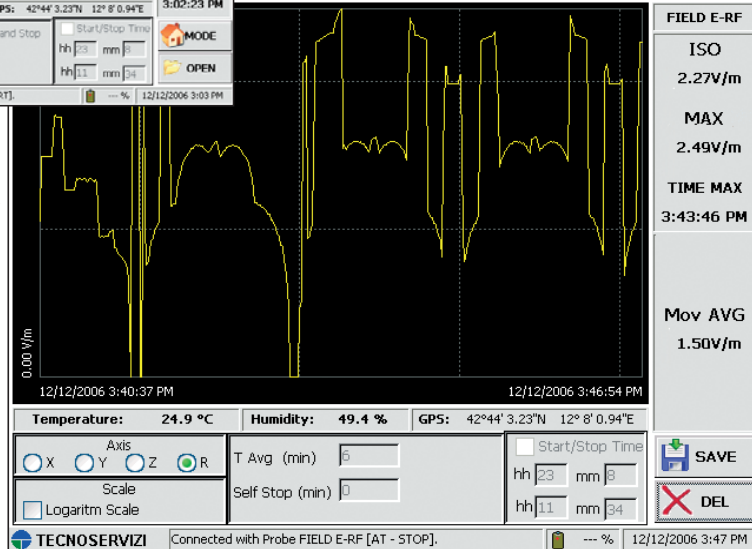 PS: 42°44'3.23"N 12° 8'0.94"E
3:02:23 PM
and Stop
Start/Stop Time
hh 23 mm 8
hh 11 mm 34
MODE
OPEN
RT].
--- %
12/12/2006 3:03 PM
FIELD E-RF
ISO
2.27V/m
MAX
2.49V/m
TIME MAX
3:43:46 PM
Mov AVG
1.50V/m
0.00 V/m
12/12/2006 3:40:37 PM
12/12/2006 3:46:54 PM
Temperature: 24.9 °C
Humidity: 49.4 %
GPS: 42°44'3.23"N 12° 8'0.94"E
Axis
X Y Z R
Scale
Logaritm Scale
T Avg (min) 6
Self Stop (min) 0
Start/Stop Time
hh 23 mm 8
hh 11 mm 34
SAVE
DEL
TECNOSERVIZI
Connected with Probe FIELD E-RF [AT - STOP].
--- %
12/12/2006 3:47 PM